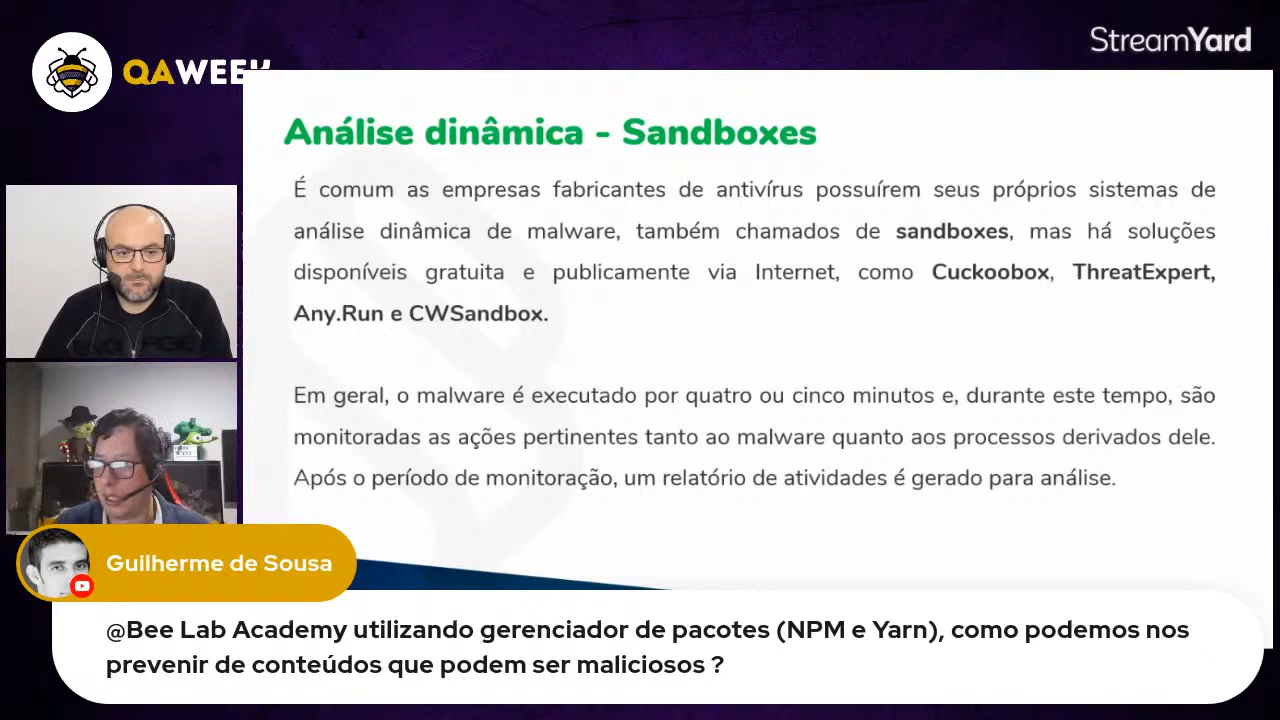 StreamYard
QAWEEK
Análise dinâmica - Sandboxes
É comum as empresas fabricantes de antivírus possuírem seus próprios sistemas de
análise dinâmica de malware, também chamados de sandboxes, mas há soluções
disponíveis gratuita e publicamente via Internet, como Cuckoobox, ThreatExpert,
Any.Run e CWSandbox.
Em geral, o malware é executado por quatro ou cinco minutos e, durante este tempo, são
monitoradas as ações pertinentes tanto ao malware quanto aos processos derivados dele.
Após o período de monitoração, um relatório de atividades é gerado para análise.
Guilherme de Sousa
@Bee Lab Academy utilizando gerenciador de pacotes (NPM e Yarn), como podemos nos
prevenir de conteúdos que podem ser maliciosos ?